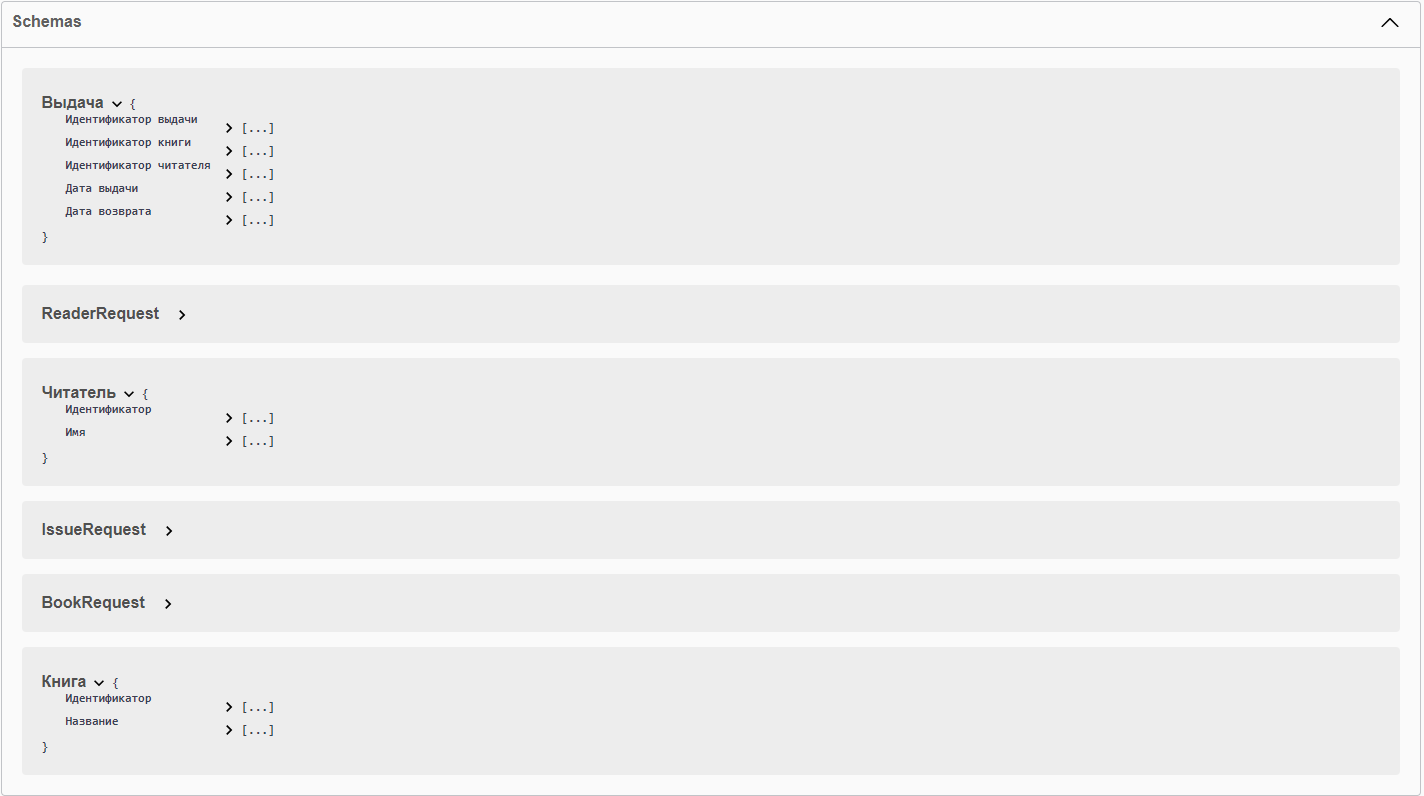 Schemas
Выдача {
Идентификатор выдачи [...]
Идентификатор книги [...]
Идентификатор читателя [...]
Дата выдачи [...]
Дата возврата [...]
}
ReaderRequest
Читатель {
Идентификатор [...]
Имя [...]
}
IssueRequest
BookRequest
Книга {
Идентификатор [...]
Название [...]
}